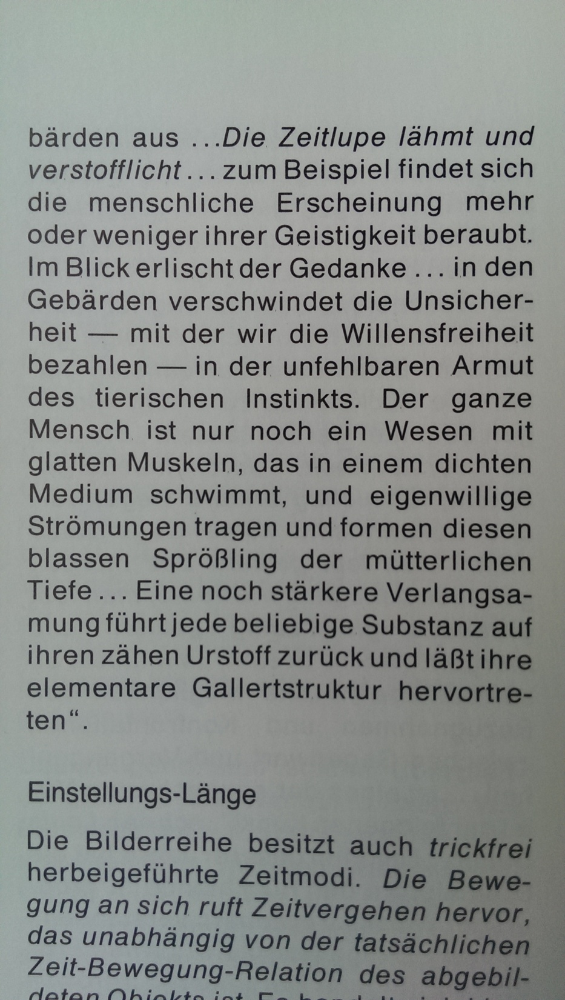 bärden aus ...Die Zeitlupe lähmt und
verstofflicht... zum Beispiel findet sich
die menschliche Erscheinung mehr
oder weniger ihrer Geistigkeit beraubt.
Im Blick erlischt der Gedanke ... in den
Gebärden verschwindet die Unsicher-
heit — mit der wir die Willensfreiheit
bezahlen — in der unfehlbaren Armut
des tierischen Instinkts. Der ganze
Mensch ist nur noch ein Wesen mit
glatten Muskeln, das in einem dichten
Medium schwimmt, und eigenwillige
Strömungen tragen und formen diesen
blassen Sprößling der mütterlichen
Tiefe... Eine noch stärkere Verlangsa-
mung führt jede beliebige Substanz auf
ihren zähen Urstoff zurück und läßt ihre
elementare Gallertstruktur hervortre-
ten“.
Einstellungs-Länge
Die Bilderreihe besitzt auch trickfrei
herbeigeführte Zeitmodi. Die Bewe-
gung an sich ruft Zeitvergehen hervor,
das unabhängig von der tatsächlichen
Zeit-Bewegung-Relation des abgebil-
deten Objekts ist. Es